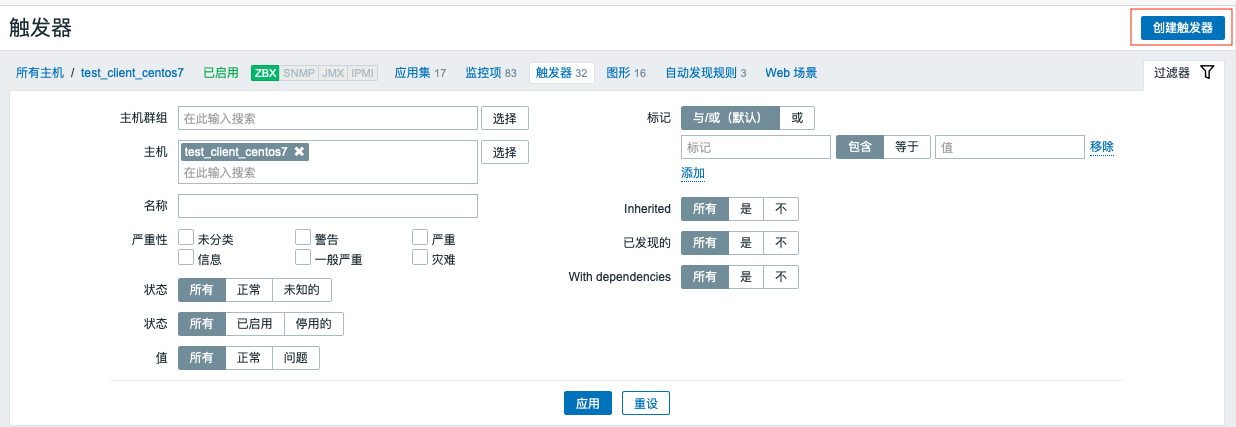 触发器
创建触发器
所有主机 / test_client_centos7 已启用 ZBX SNMP JMX IPMI 应用集 17 监控项 83 触发器 32 图形 16 自动发现规则 3 Web 场景
过滤器
主机群组 在此输入搜索 选择
主机 test_client_centos7 ✖ 选择
在此输入搜索
名称
严重性 未分类 警告 严重
信息 一般严重 灾难
状态 所有 正常 未知的
状态 所有 已启用 停用的
值 所有 正常 问题
标记 与/或（默认） 或
标记 包含 等于 值 移除
添加
Inherited 所有 是 不
已发现的 所有 是 不
With dependencies 所有 是 不
应用 重设